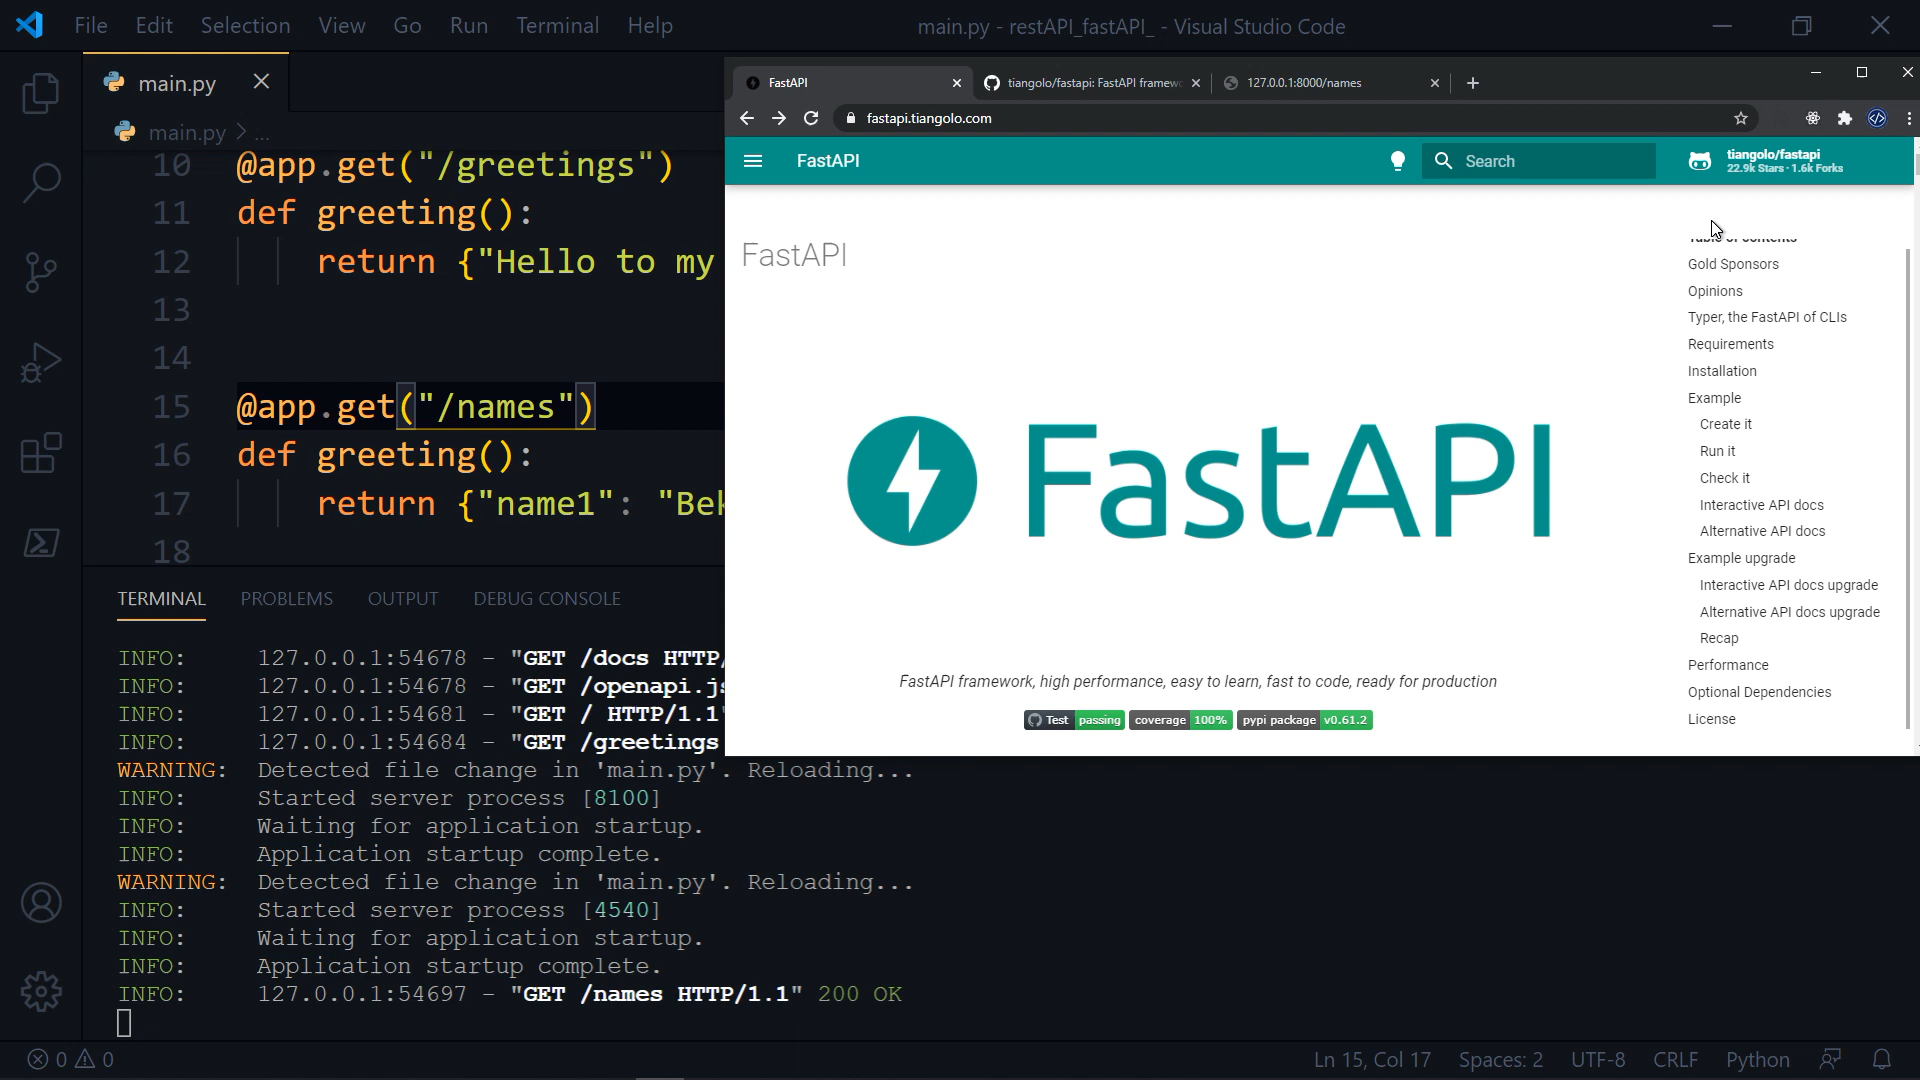 File Edit Selection View Go Run Terminal Help
main.py - restAPI_fastAPI_ - Visual Studio Code
main.py
main.py > ...
10 @app.get("/greetings")
11 def greeting():
12 return {"Hello to my
13
14
15 @app.get("/names")
16 def greeting():
17 return {"name1": "Bek
18
TERMINAL PROBLEMS OUTPUT DEBUG CONSOLE
INFO: 127.0.0.1:54678 - "GET /docs HTTP/
INFO: 127.0.0.1:54678 - "GET /openapi.js
INFO: 127.0.0.1:54681 - "GET / HTTP/1.1"
INFO: 127.0.0.1:54684 - "GET /greetings
WARNING: Detected file change in 'main.py'. Reloading...
INFO: Started server process [8100]
INFO: Waiting for application startup.
INFO: Application startup complete.
WARNING: Detected file change in 'main.py'. Reloading...
INFO: Started server process [4540]
INFO: Waiting for application startup.
INFO: Application startup complete.
INFO: 127.0.0.1:54697 - "GET /names HTTP/1.1" 200 OK
0 0
Ln 15, Col 17 Spaces: 2 UTF-8 CRLF Python
FastAPI
tiangolo/fastapi: FastAPI framew
127.0.0.1:8000/names
fastapi.tiangolo.com
FastAPI
Search
tiangolo/fastapi
22.9k Stars · 1.6k Forks
FastAPI
FastAPI
FastAPI framework, high performance, easy to learn, fast to code, ready for production
Test passing coverage 100% pypi package v0.61.2
Table of contents
Gold Sponsors
Opinions
Typer, the FastAPI of CLIs
Requirements
Installation
Example
Create it
Run it
Check it
Interactive API docs
Alternative API docs
Example upgrade
Interactive API docs upgrade
Alternative API docs upgrade
Recap
Performance
Optional Dependencies
License